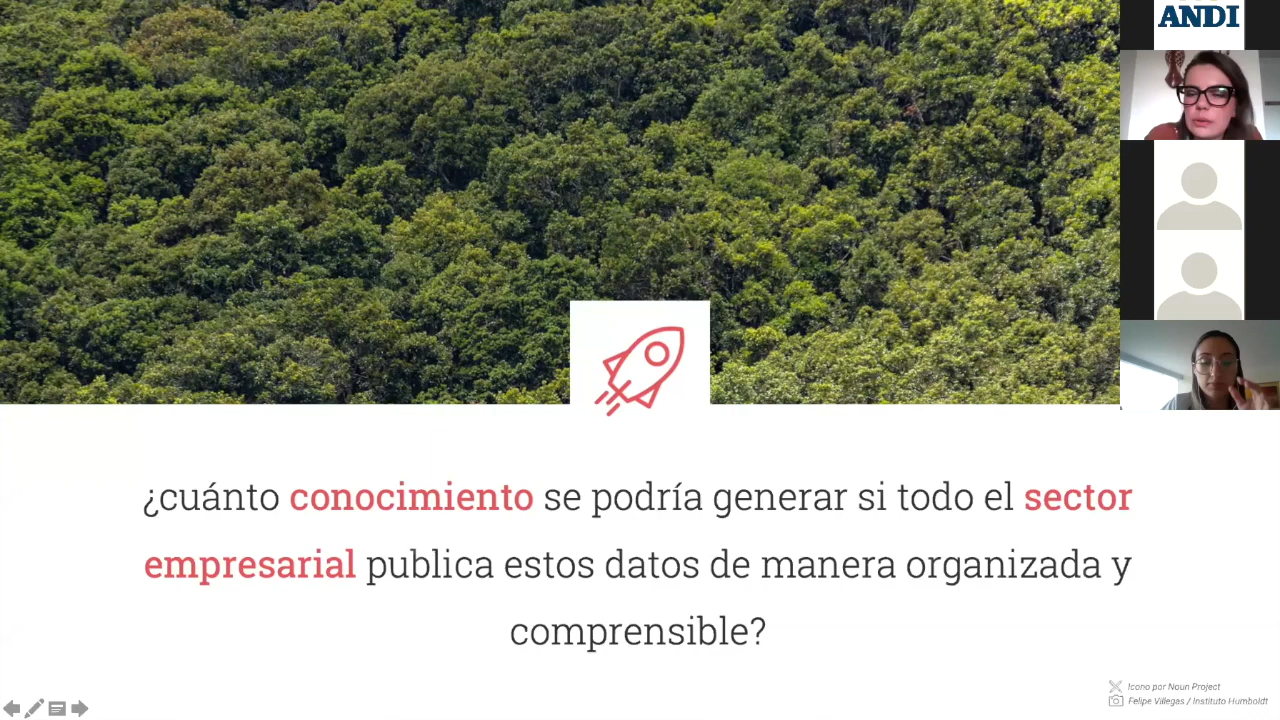 ANDI
¿cuánto conocimiento se podría generar si todo el sector
empresarial publica estos datos de manera organizada y
comprensible?
Icono por Noun Project
Felipe Villegas / Instituto Humboldt